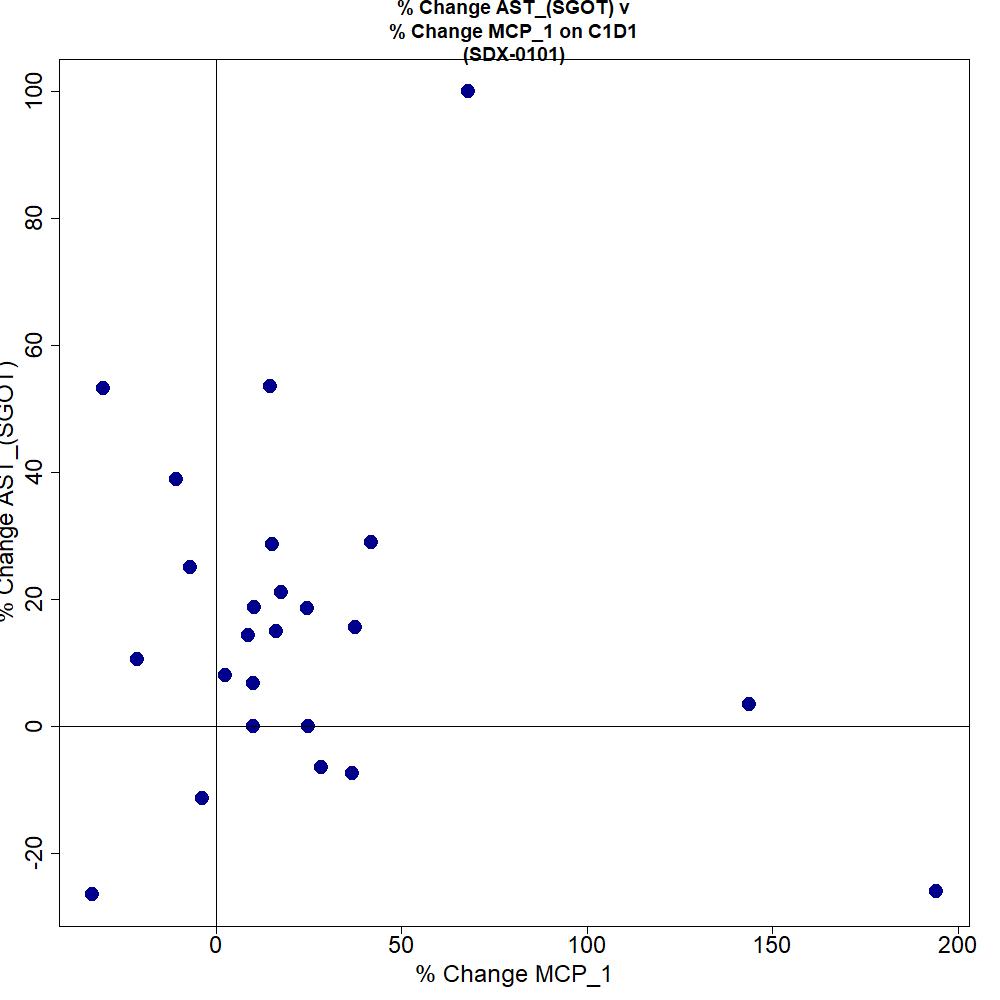 % Change AST_(SGOT) v
% Change MCP_1 on C1D1
(SDX-0101)
100
80
60
40
20
0
-20
% Change AST_(SGOT)
0
50
100
150
200
% Change MCP_1